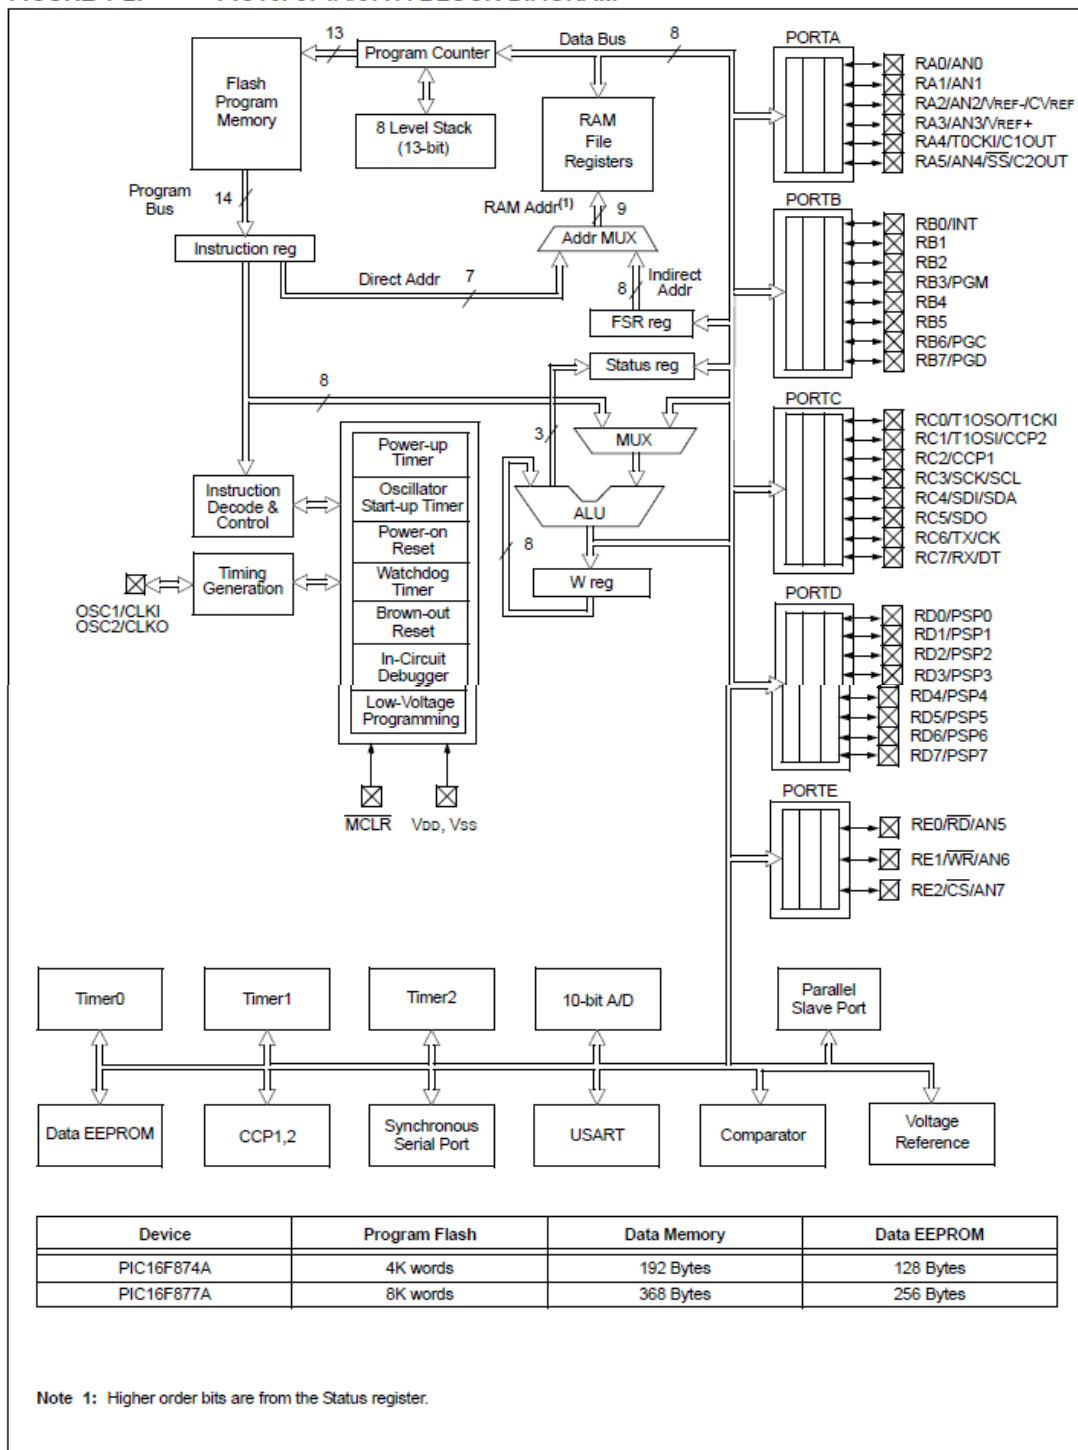 13
Program Counter
Data Bus
8
PORTA
Flash
Program
Memory
8 Level Stack
(13-bit)
RAM
File
Registers
RA0/AN0
RA1/AN1
RA2/AN2/VREF-/CVREF
RA3/AN3/VREF+
RA4/T0CKI/C1OUT
RA5/AN4/SS/C2OUT
Program
Bus
14
RAM Addr(1)
9
PORTB
Instruction reg
Addr MUX
Direct Addr
7
8
Indirect
Addr
FSR reg
RB0/INT
RB1
RB2
RB3/PGM
RB4
RB5
RB6/PGC
RB7/PGD
Status reg
8
PORTC
3
MUX
RC0/T1OSO/T1CKI
RC1/T1OSI/CCP2
RC2/CCP1
RC3/SCK/SCL
RC4/SDI/SDA
RC5/SDO
RC6/TX/CK
RC7/RX/DT
Power-up
Timer
Instruction
Decode &
Control
Oscillator
Start-up Timer
ALU
Power-on
Reset
8
Timing
Generation
Watchdog
Timer
W reg
OSC1/CLKI
OSC2/CLKO
Brown-out
Reset
PORTD
In-Circuit
Debugger
Low-Voltage
Programming
RD0/PSP0
RD1/PSP1
RD2/PSP2
RD3/PSP3
RD4/PSP4
RD5/PSP5
RD6/PSP6
RD7/PSP7
MCLR
VDD, VSS
PORTE
RE0/RD/AN5
RE1/WR/AN6
RE2/CS/AN7
Timer0
Timer1
Timer2
10-bit A/D
Parallel
Slave Port
Data EEPROM
CCP1,2
Synchronous
Serial Port
USART
Comparator
Voltage
Reference
Device Program Flash Data Memory Data EEPROM
PIC16F874A 4K words 192 Bytes 128 Bytes
PIC16F877A 8K words 368 Bytes 256 Bytes
Note 1: Higher order bits are from the Status register.